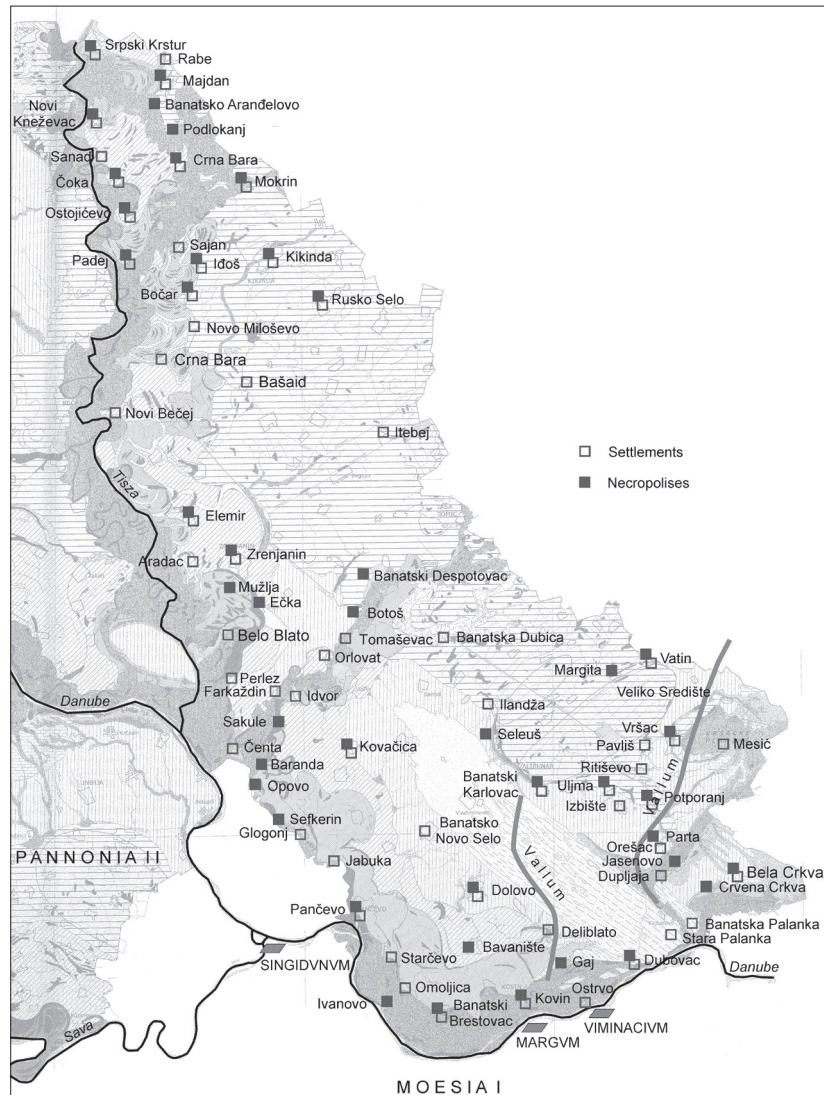 Srpski Krstur
Rabe
Majdan
Banatsko Aranđelovo
Novi
Kneževac
Podlokanj
Sanad
Crna Bara
Čoka
Mokrin
Ostojićevo
Sajan
Padej
Iđoš
Kikinda
Bočar
Rusko Selo
Novo Miloševo
Crna Bara
Bašaid
Novi Bečej
Itebej
Settlements
Necropolises
Tisza
Elemir
Aradac
Zrenjanin
Banatski Despotovac
Mužlja
Ečka
Botoš
Belo Blato
Tomaševac
Banatska Dubica
Orlovat
Vatin
Margita
Perlez
Farkaždin
Idvor
Veliko Središte
Danube
Ilandža
Sakule
Seleuš
Vršac
Pavliš
Mesić
Čenta
Kovačica
Baranda
Ritiševo
Opovo
Banatski
Karlovac
Uljma
Izbište
Vallum
Potporanj
Sefkerin
Glogonj
Banatsko
Novo Selo
Parta
Orešac
Jasenovo
Dupljaja
PANNONIA II
Jabuka
Vallum
Bela Crkva
Crvena Crkva
Dolovo
Pančevo
Banatska Palanka
Stara Palanka
Deliblato
Bavanište
SINGIDVNVM
Starčevo
Gaj
Dubovac
Danube
Omoljica
Ivanovo
Banatski
Brestovac
Kovin
Ostrvo
Sava
MARGVM
VIMINACIVM
MOESIA I